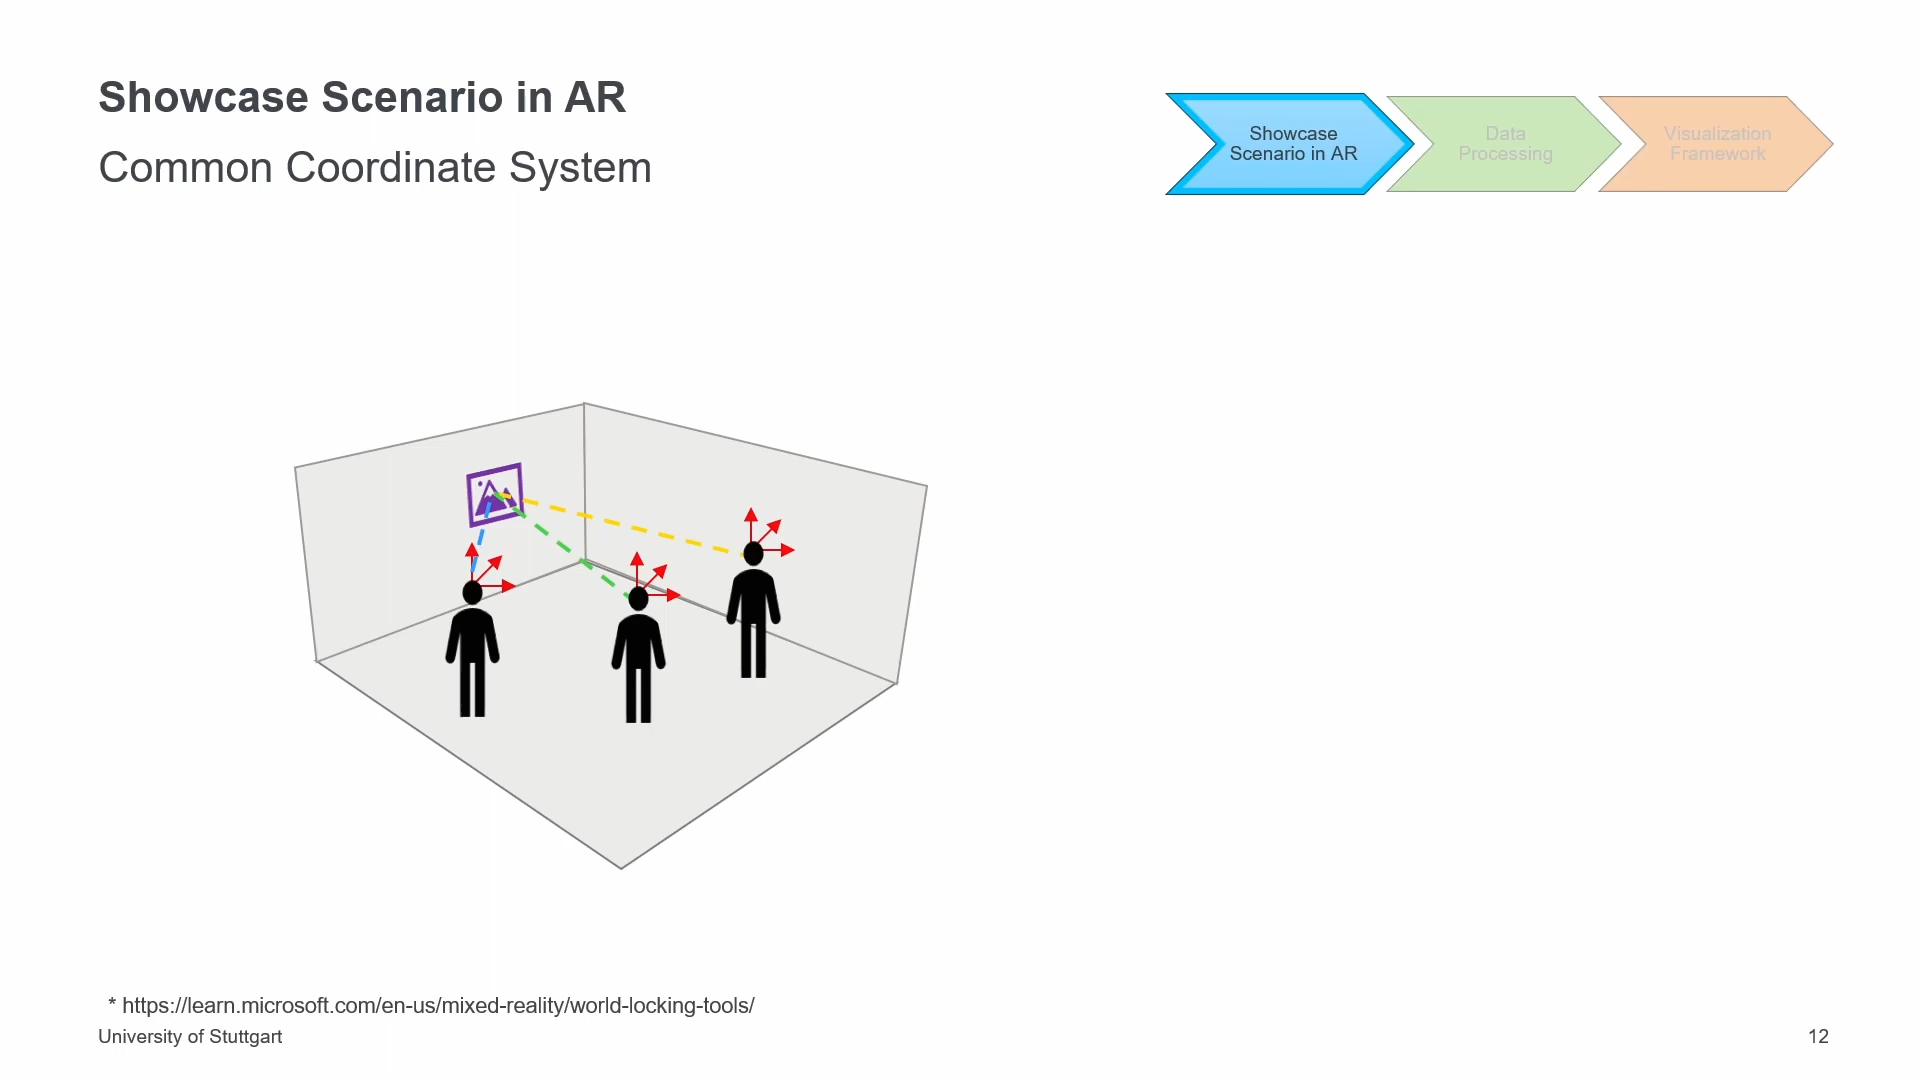 Showcase Scenario in AR
Common Coordinate System
Showcase
Scenario in AR
Data
Processing
Visualization
Framework
* https://learn.microsoft.com/en-us/mixed-reality/world-locking-tools/
University of Stuttgart
12